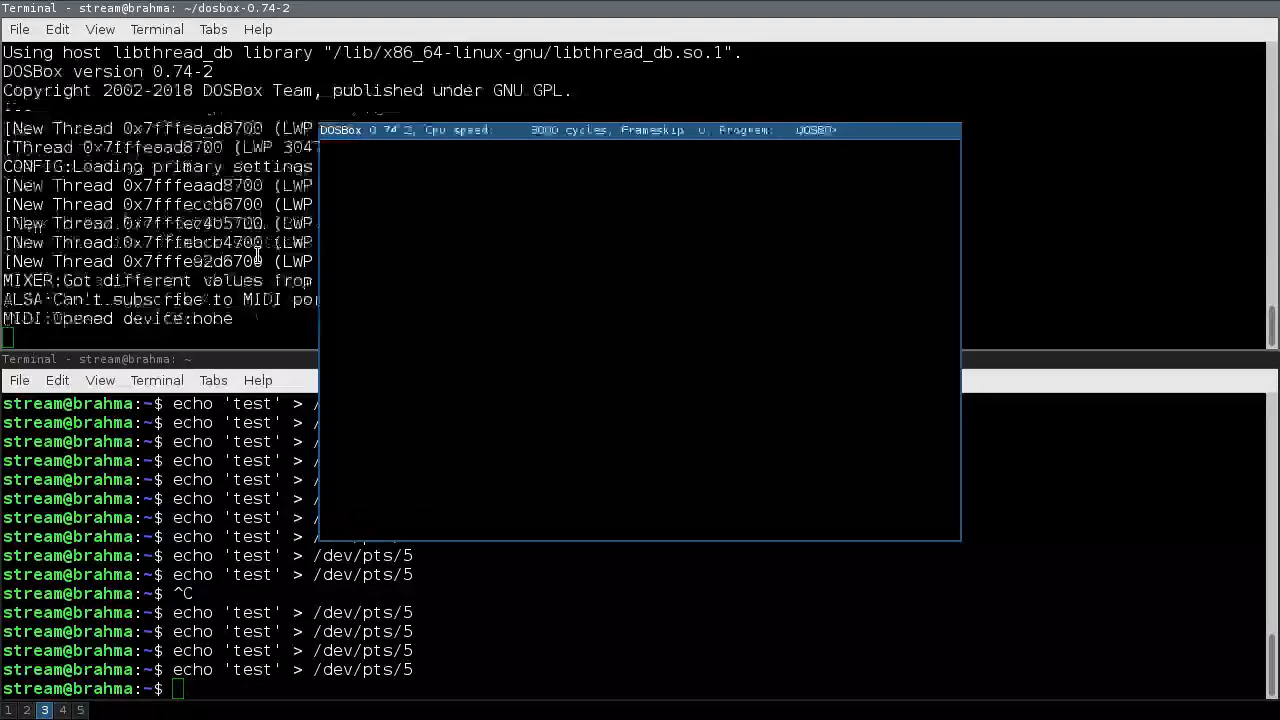 Terminal - stream@brahma: ~/dosbox-0.74-2
File Edit View Terminal Tabs Help
Using host libthread_db library "/lib/x86_64-linux-gnu/libthread_db.so.1".
DOSBox version 0.74-2
Copyright 2002-2018 DOSBox Team, published under GNU GPL.
---
[New Thread 0x7fffeaad8700 (LWP
[Thread 0x7fffeaad8700 (LWP 3047
CONFIG:Loading primary settings
[New Thread 0x7fffeaad8700 (LWP
[New Thread (LWP
[New Thread (LWP
[New Thread (LWP
[New Thread (LWP
MIXER:Got different values from
ALSA:Can't subscribe to MIDI por
MIDI:Opened device:none
DOSBox 0.74-2, Cpu speed: 3000 cycles, Frameskip 0, Program: DOSBOX
Terminal - stream@brahma: ~
File Edit View Terminal Tabs Help
stream@brahma:~$ echo 'test' > /
stream@brahma:~$ echo 'test' > /
stream@brahma:~$ echo 'test' > /
stream@brahma:~$ echo 'test' > /
stream@brahma:~$ echo 'test' > /
stream@brahma:~$ echo 'test' > /
stream@brahma:~$ echo 'test' > /
stream@brahma:~$ echo 'test' > /
stream@brahma:~$ echo 'test' > /dev/pts/5
stream@brahma:~$ echo 'test' > /dev/pts/5
stream@brahma:~$ ^C
stream@brahma:~$ echo 'test' > /dev/pts/5
stream@brahma:~$ echo 'test' > /dev/pts/5
stream@brahma:~$ echo 'test' > /dev/pts/5
stream@brahma:~$ echo 'test' > /dev/pts/5
stream@brahma:~$
1 2 3 4 5